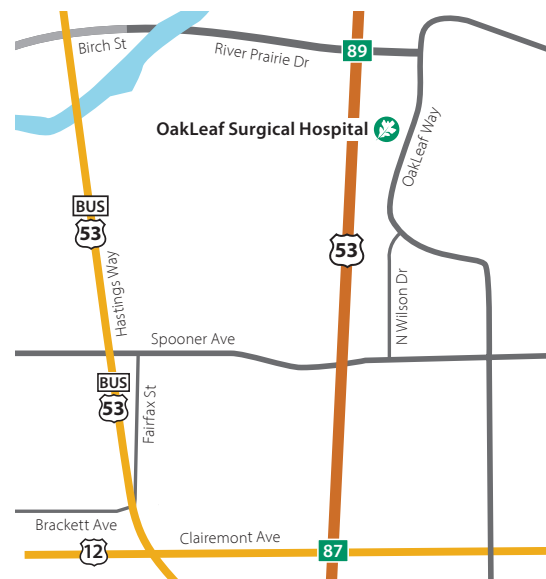 Birch St
River Prairie Dr
89
OakLeaf Surgical Hospital
OakLeaf Way
BUS
53
53
Hastings Way
N Wilson Dr
Spooner Ave
BUS
53
Fairfax St
Brackett Ave
Clairemont Ave
12
87